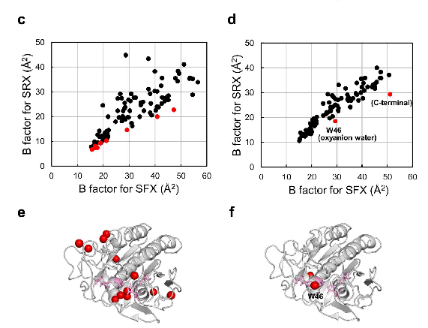 c
d
50
40
30
20
10
0
0 10 20 30 40 50 60
B factor for SRX (Å²)
B factor for SFX (Å²)
50
40
30
20
10
0
0 10 20 30 40 50 60
B factor for SRX (Å²)
B factor for SFX (Å²)
W46
(oxyanion water)
(C-terminal)
e
f
W46